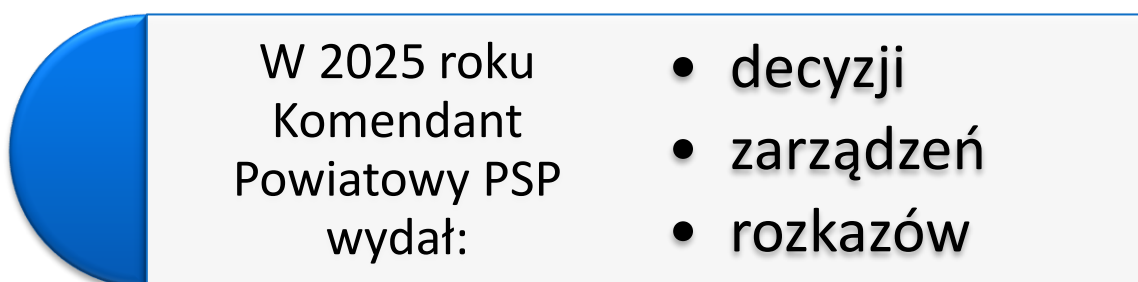 W 2025 roku
Komendant
Powiatowy PSP
wydał:
• decyzji
• zarządzeń
• rozkazów